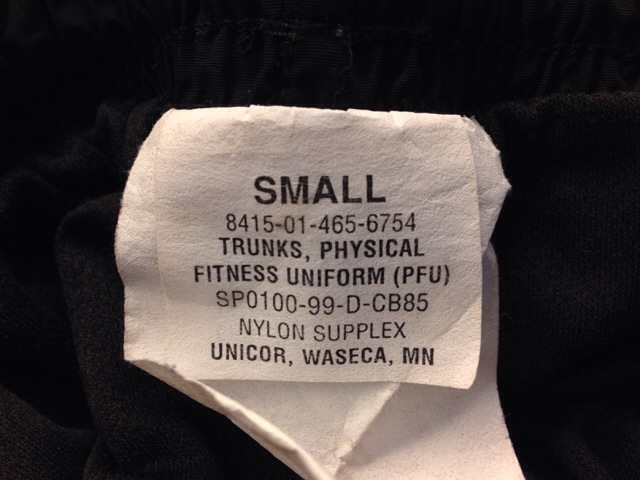 SMALL
8415-01-465-6754
TRUNKS, PHYSICAL
FITNESS UNIFORM (PFU)
SP0100-99-D-CB85
NYLON SUPPLEX
UNICOR, WASECA, MN